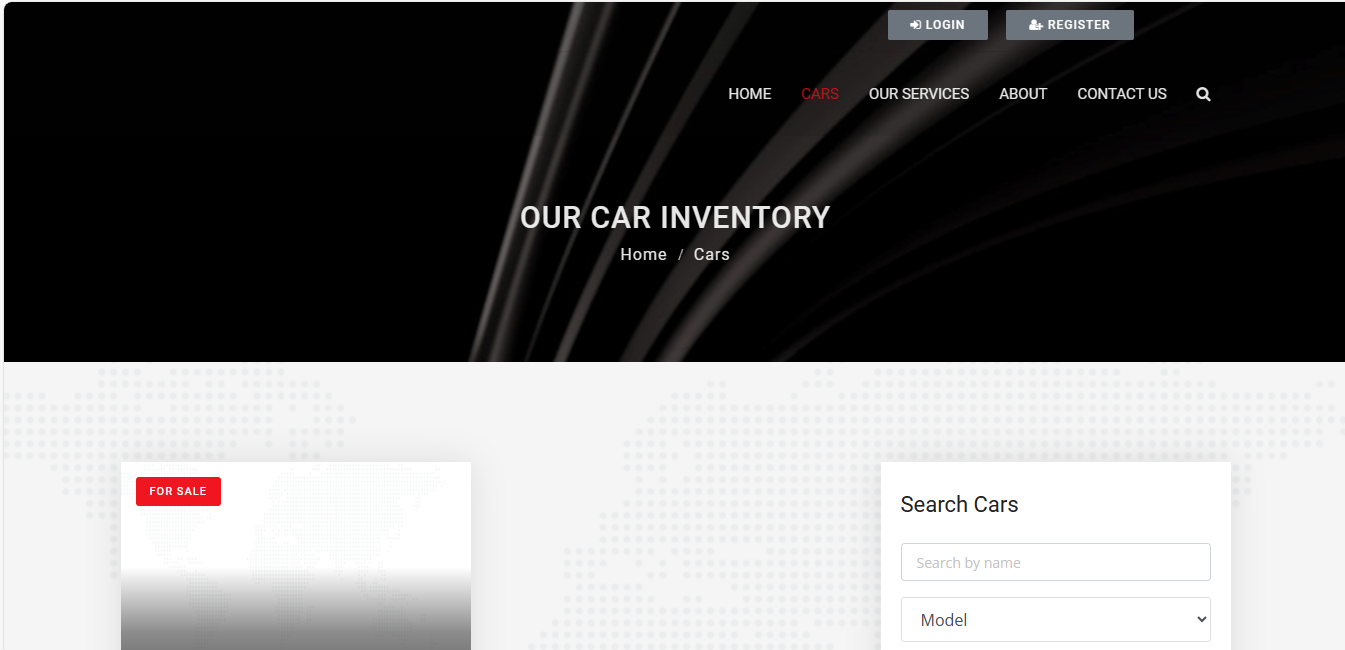 LOGIN
REGISTER
HOME
CARS
OUR SERVICES
ABOUT
CONTACT US
OUR CAR INVENTORY
Home / Cars
FOR SALE
Search Cars
Search by name
Model